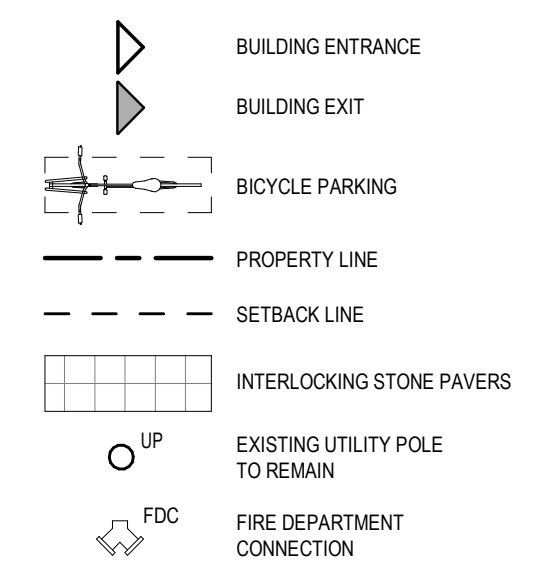 BUILDING ENTRANCE
BUILDING EXIT
BICYCLE PARKING
PROPERTY LINE
SETBACK LINE
INTERLOCKING STONE PAVERS
UP
EXISTING UTILITY POLE
TO REMAIN
FDC
FIRE DEPARTMENT
CONNECTION